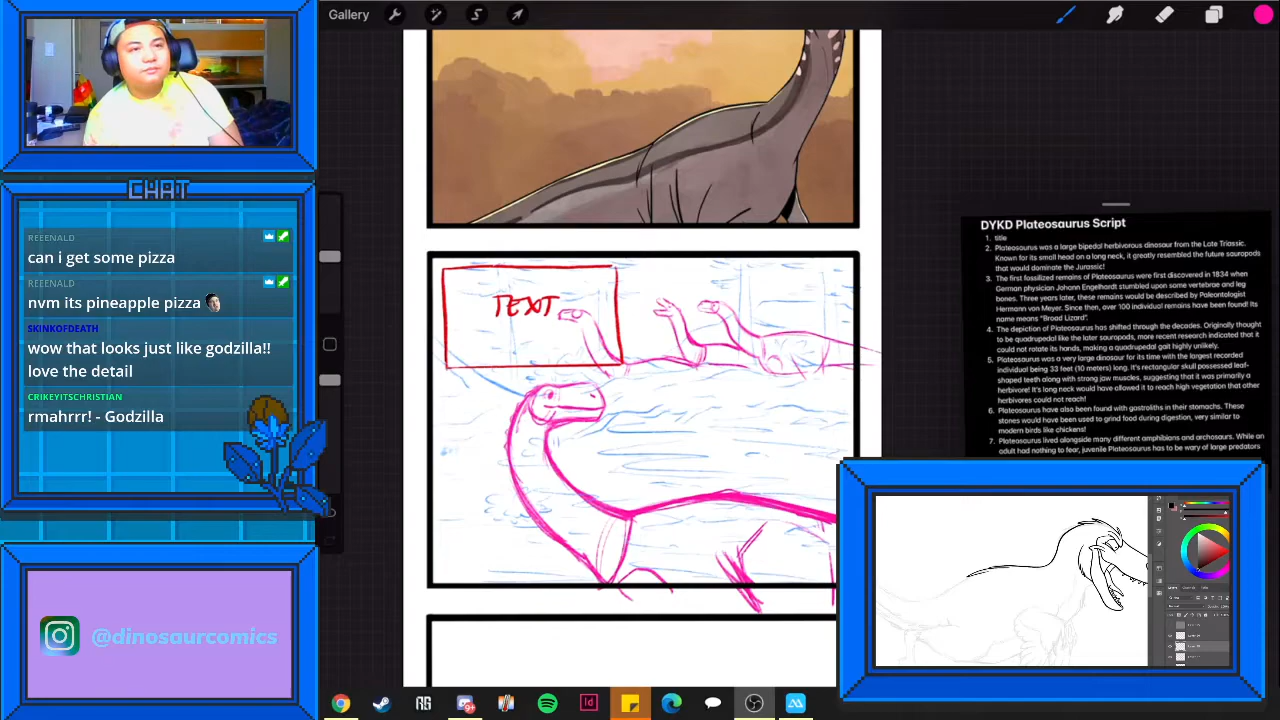 Gallery
CHAT
REEENALD
can i get some pizza
REEENALD
nvm its pineapple pizza
SKINKOFDEATH
wow that looks just like godzilla!!
love the detail
CRIKEYITSCHRISTIAN
rmahrrr! - Godzilla
@dinosaurcomics
TEXT
DYKD Plateosaurus Script
1. title
2. Plateosaurus was a large bipedal herbivorous dinosaur from the Late Triassic.
Known for its small head on a long neck, it greatly resembled the future sauropods
that would dominate the Jurassic!
3. The first fossilized remains of Plateosaurus were first discovered in 1834 when
German physician Johann Engelhardt stumbled upon some vertebrae and leg
bones. Three years later, these remains would be described by Paleontologist
Hermann von Meyer. Since then, over 100 individual remains have been found! Its
name means "Broad Lizard".
4. The depiction of Plateosaurus has shifted through the decades. Originally thought
to be quadrupedal like the later sauropods, more recent research indicated that it
could not rotate its hands, making a quadrupedal gait highly unlikely.
5. Plateosaurus was a very large dinosaur for its time with the largest recorded
individual being 33 feet (10 meters) long. It's rectangular skull possessed leaf-
shaped teeth along with strong jaw muscles, suggesting that it was primarily a
herbivore! It's long neck would have allowed it to reach high vegetation that other
herbivores could not reach!
6. Plateosaurus have also been found with gastroliths in their stomachs. These
stones would have been used to grind food during digestion, very similar to
modern birds like chickens!
7. Plateosaurus lived alongside many different amphibians and archosaurs. While an
adult had nothing to fear, juvenile Plateosaurus has to be wary of large predators
RG
Id